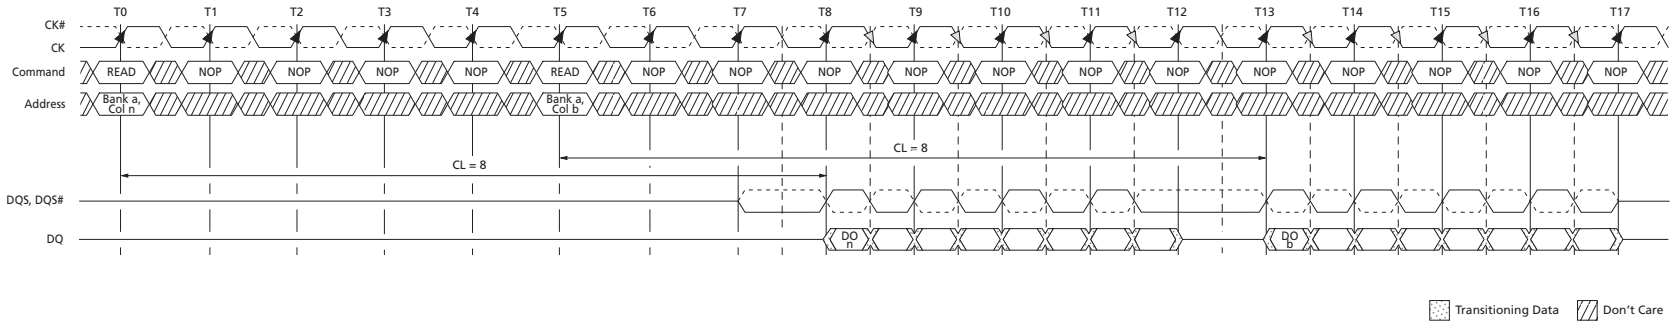 T0 T1 T2 T3 T4 T5 T6 T7 T8 T9 T10 T11 T12 T13 T14 T15 T16 T17
CK#
CK
Command READ NOP NOP NOP NOP READ NOP NOP NOP NOP NOP NOP NOP NOP NOP NOP NOP NOP
Address Bank a, Bank a,
Col n Col b
CL = 8
CL = 8
DQS, DQS#
DQ DO DO
n b
Transitioning Data Don't Care